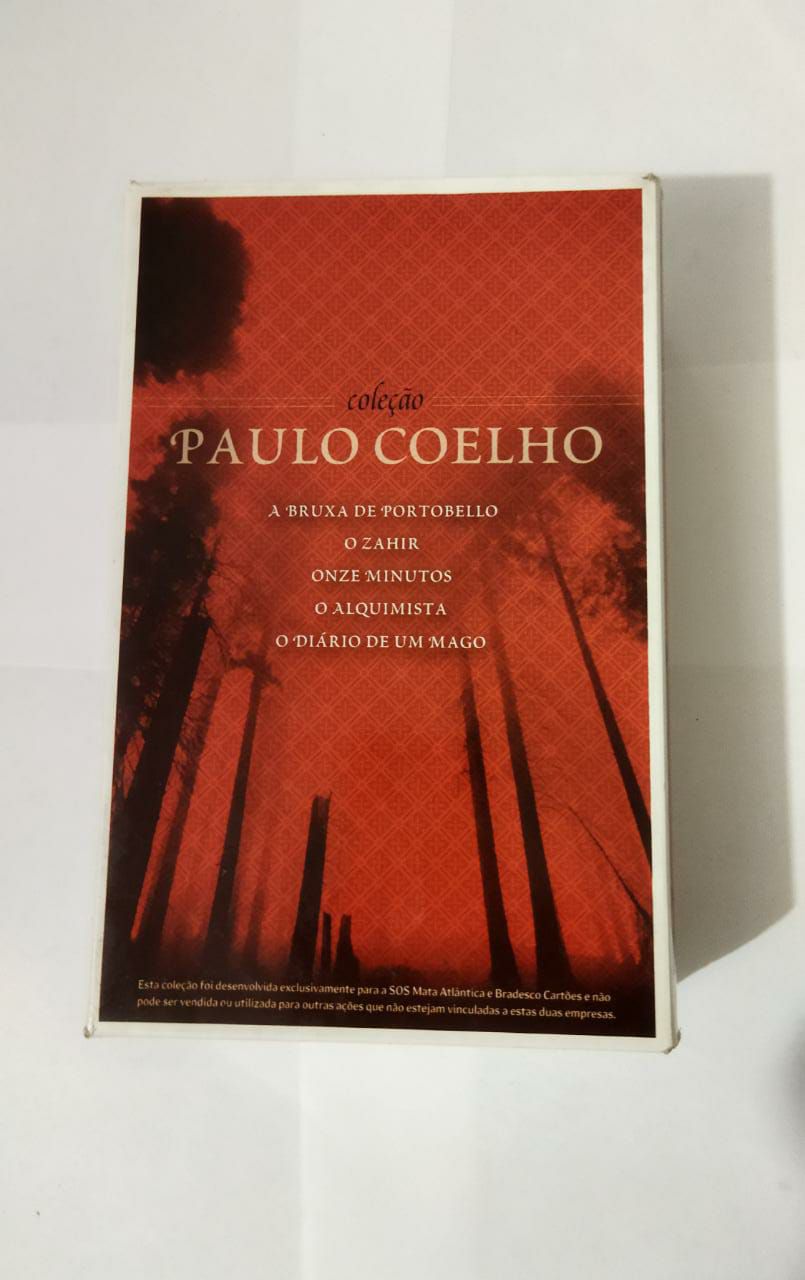 coleção
PAULO COELHO
A BRUXA DE PORTOBELLO
O ZAHIR
ONZE MINUTOS
O ALQUIMISTA
O DIÁRIO DE UM MAGO
Esta coleção foi desenvolvida exclusivamente para a SOS Mata Atlântica e Bradesco Cartões e não
pode ser vendida ou utilizada para outras ações que não estejam vinculadas a estas duas empresas.